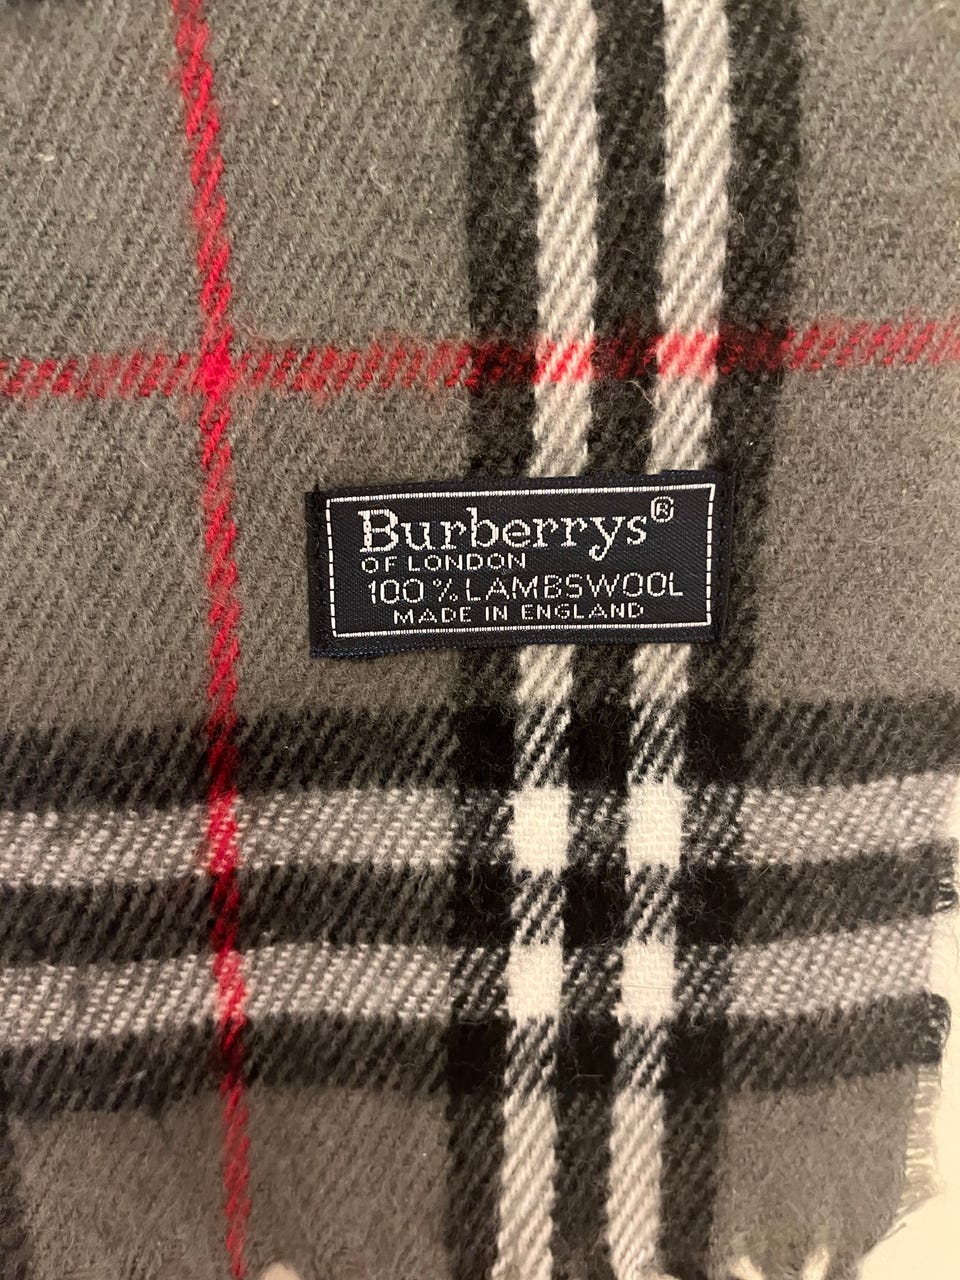 Burberrys®
OF LONDON
100% LAMBSWOOL
MADE IN ENGLAND